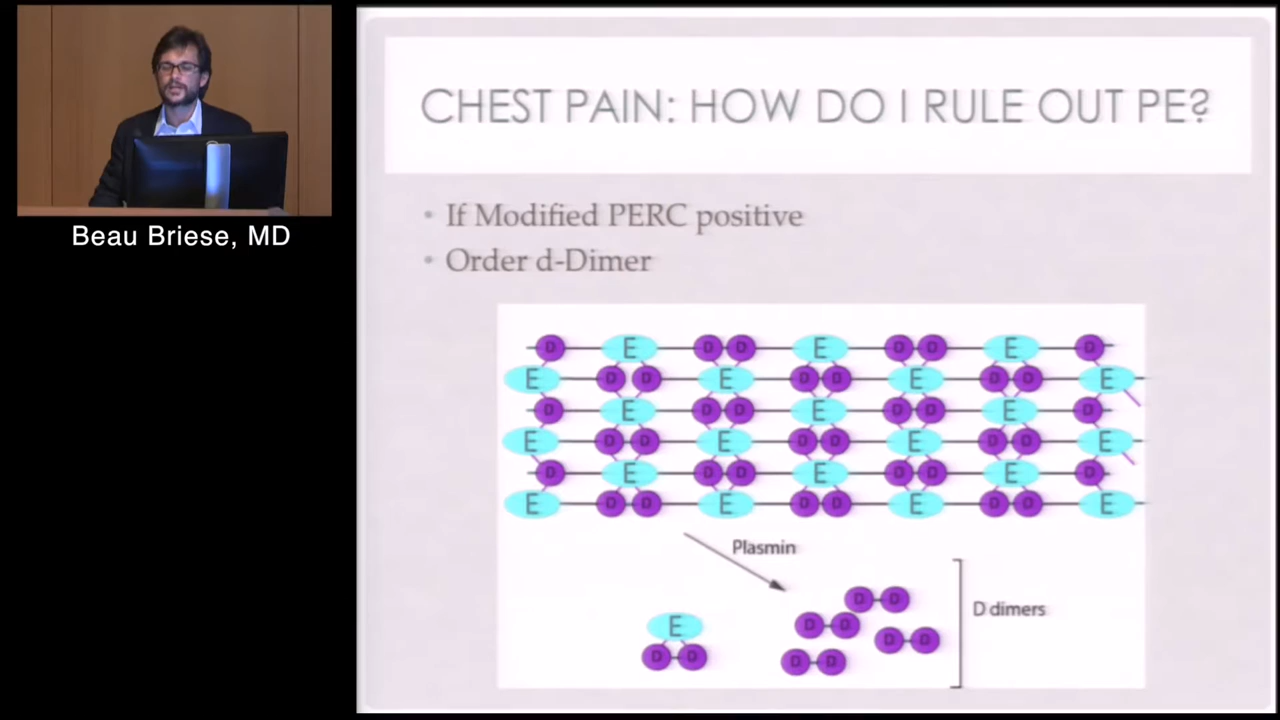 CHEST PAIN: HOW DO I RULE OUT PE?
• If Modified PERC positive
• Order d-Dimer
D E D D E D D E D
E D D E D D E D D E
D E D D E D D E D
E D D E D D E D D E
D E D D E D D E D
E D D E D D E D D E
Plasmin
D D
E
D D
D D
D D
D D
D D
D dimers
Beau Briese, MD